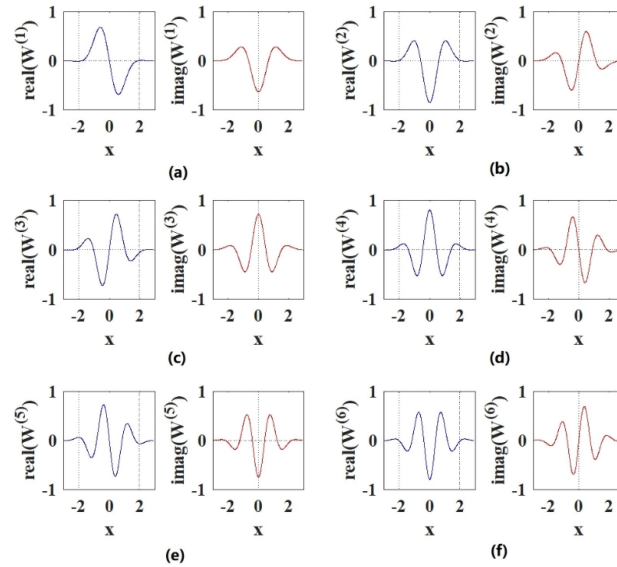 1 1 1 1
real(W(1)) 0 imag(W(1)) 0 real(W(2)) 0 imag(W(2)) 0
-1 -1 -1 -1
-2 0 2 -2 0 2 -2 0 2 -2 0 2
x x x x
(a) (b)
1 1 1 1
real(W(3)) 0 imag(W(3)) 0 real(W(4)) 0 imag(W(4)) 0
-1 -1 -1 -1
-2 0 2 -2 0 2 -2 0 2 -2 0 2
x x x x
(c) (d)
1 1 1 1
real(W(5)) 0 imag(W(5)) 0 real(W(6)) 0 imag(W(6)) 0
-1 -1 -1 -1
-2 0 2 -2 0 2 -2 0 2 -2 0 2
x x x x
(e) (f)